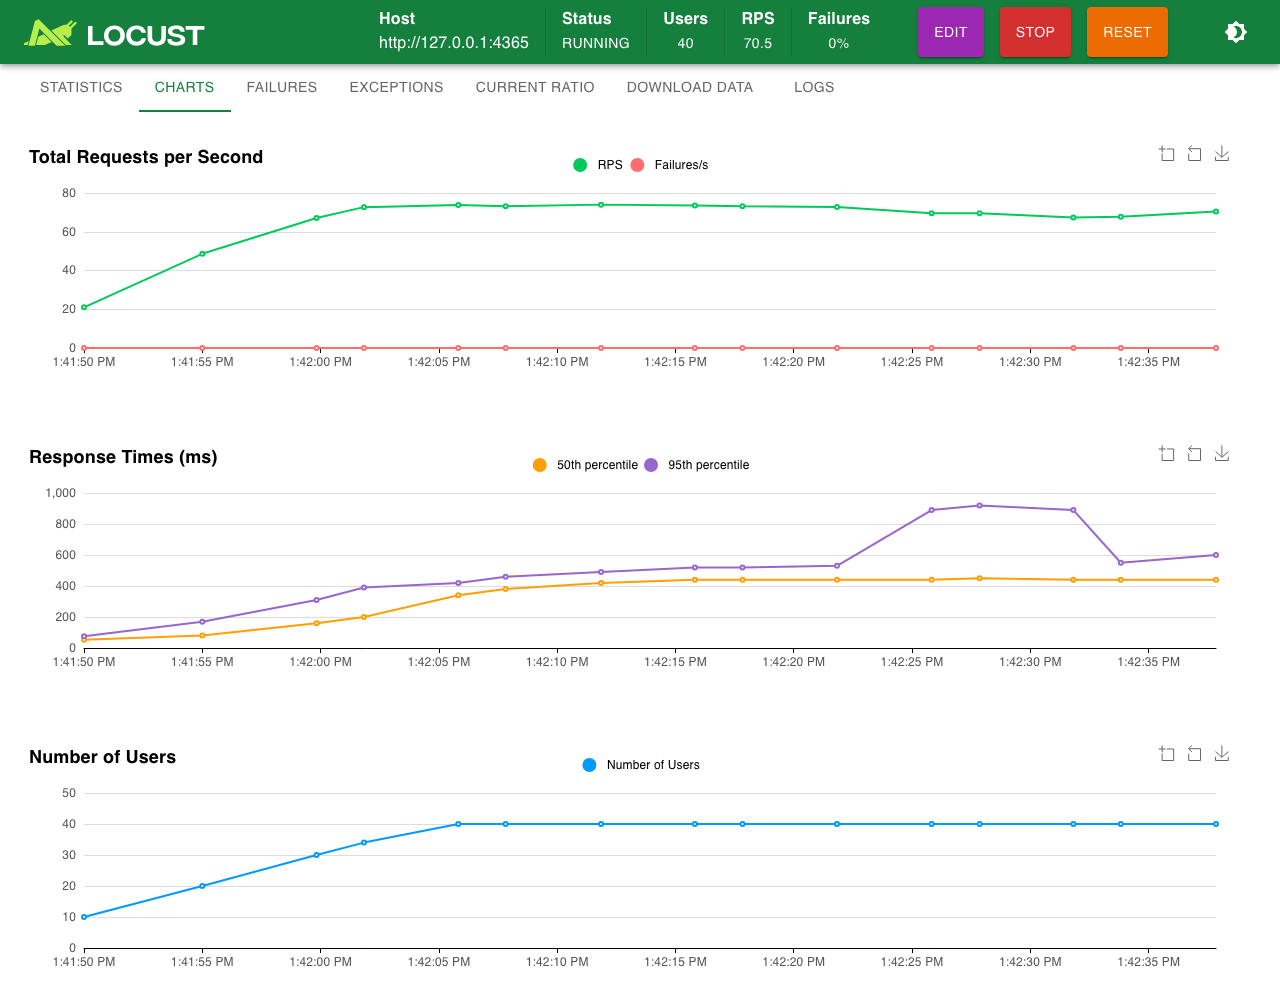 LOCUST
Host
http://127.0.0.1:4365
Status
RUNNING
Users
40
RPS
70.5
Failures
0%
EDIT
STOP
RESET
STATISTICS CHARTS FAILURES EXCEPTIONS CURRENT RATIO DOWNLOAD DATA LOGS
Total Requests per Second
RPS Failures/s
80
60
40
20
0
1:41:50 PM 1:41:55 PM 1:42:00 PM 1:42:05 PM 1:42:10 PM 1:42:15 PM 1:42:20 PM 1:42:25 PM 1:42:30 PM 1:42:35 PM
Response Times (ms)
50th percentile 95th percentile
1,000
800
600
400
200
0
1:41:50 PM 1:41:55 PM 1:42:00 PM 1:42:05 PM 1:42:10 PM 1:42:15 PM 1:42:20 PM 1:42:25 PM 1:42:30 PM 1:42:35 PM
Number of Users
Number of Users
50
40
30
20
10
0
1:41:50 PM 1:41:55 PM 1:42:00 PM 1:42:05 PM 1:42:10 PM 1:42:15 PM 1:42:20 PM 1:42:25 PM 1:42:30 PM 1:42:35 PM